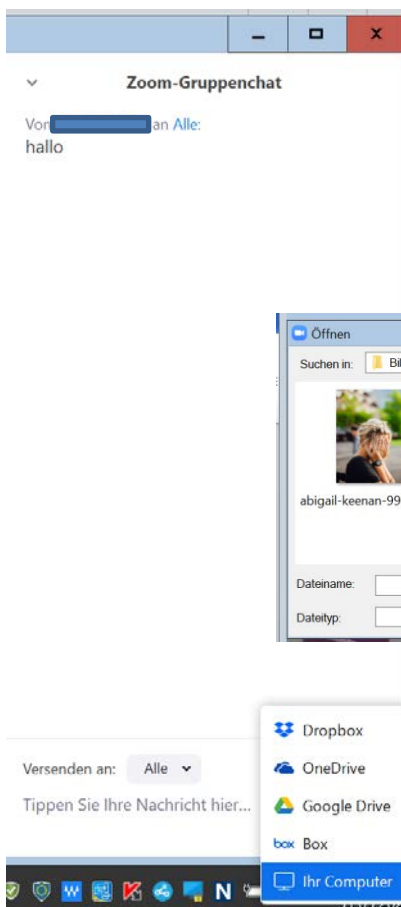 Zoom-Gruppenchat
Von an Alle:
hallo
Öffnen
Suchen in:
abigail-keenan-99
Dateiname:
Dateityp:
Dropbox
OneDrive
Google Drive
box Box
Ihr Computer
Versenden an: Alle
Tippen Sie Ihre Nachricht hier...